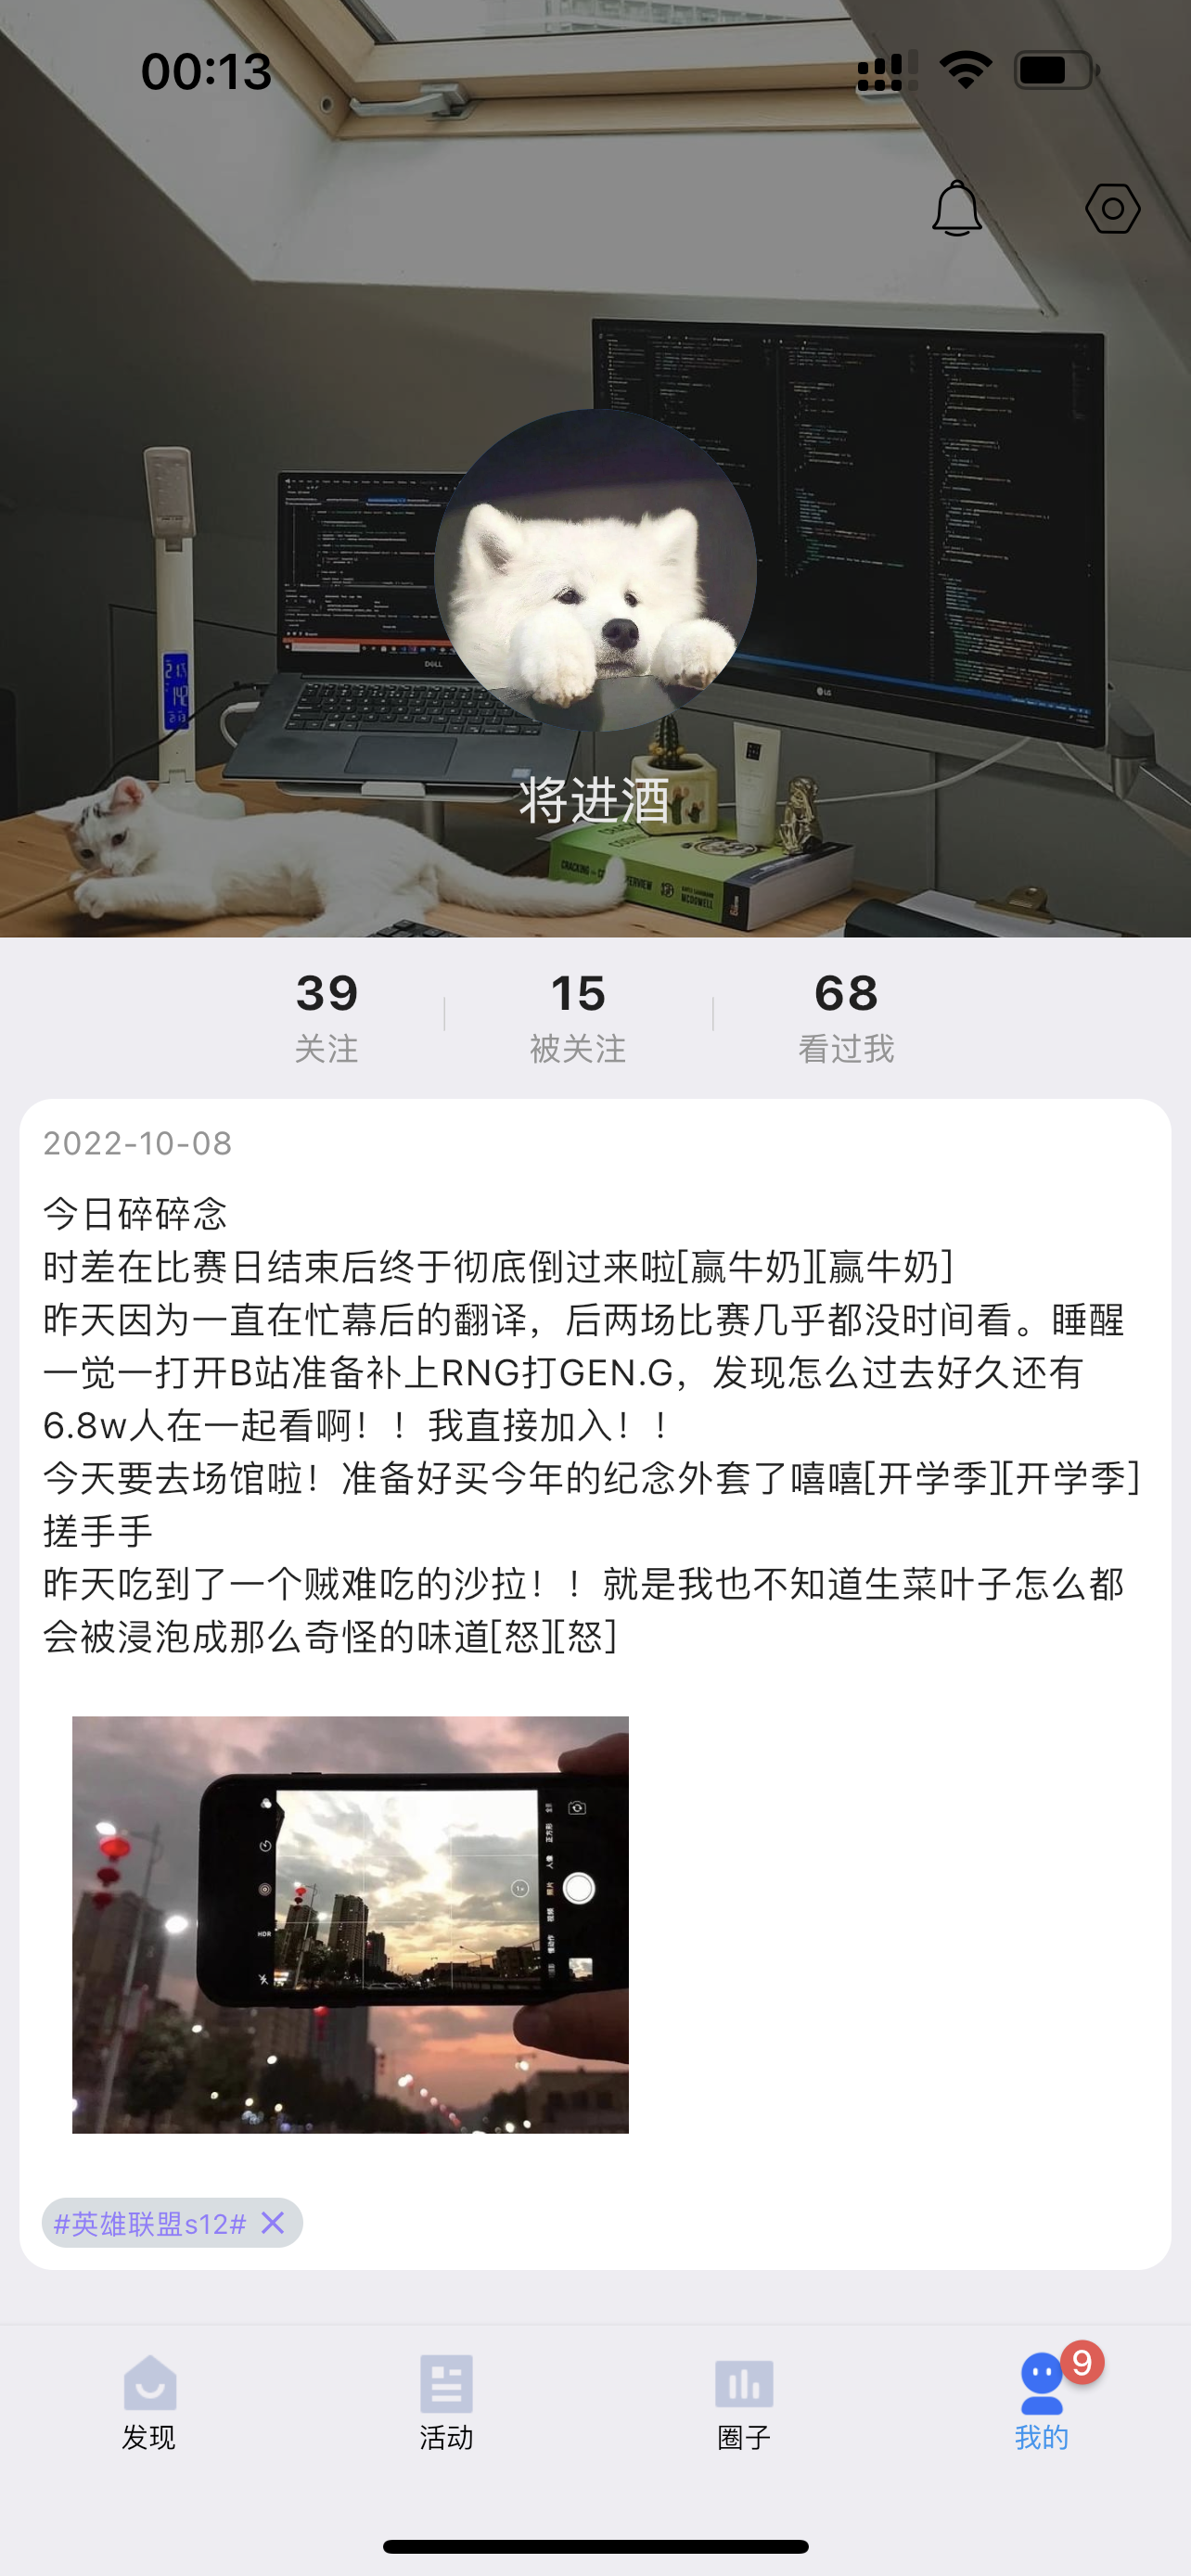 00:13
DELL
LG
将进酒
39
关注
15
被关注
68
看过我
2022-10-08
今日碎碎念
时差在比赛日结束后终于彻底倒过来啦[赢牛奶][赢牛奶]
昨天因为一直在忙幕后的翻译，后两场比赛几乎都没时间看。睡醒
一觉一打开B站准备补上RNG打GEN.G，发现怎么过去好久还有
6.8w人在一起看啊！！我直接加入！！
今天要去场馆啦！准备好买今年的纪念外套了嘻嘻[开学季][开学季]
搓手手
昨天吃到了一个贼难吃的沙拉！！就是我也不知道生菜叶子怎么都
会被浸泡成那么奇怪的味道[怒][怒]
HDR
#英雄联盟s12#
发现
活动
圈子
9
我的